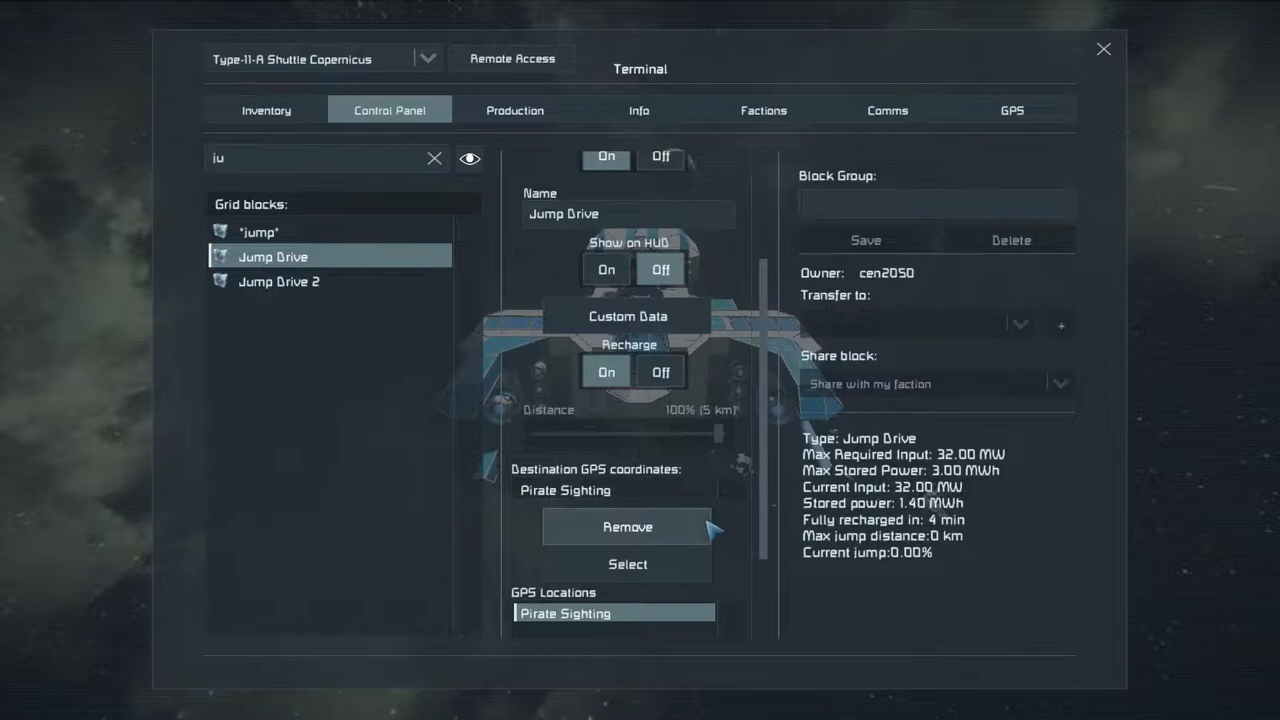 Type-11-A Shuttle Copernicus
Remote Access
Terminal
Inventory
Control Panel
Production
Info
Factions
Comms
GPS
ju
Grid blocks:
*jump*
Jump Drive
Jump Drive 2
On Off
Name
Jump Drive
Show on HUD
On Off
Custom Data
Recharge
On Off
Distance 100% (5 km)
Destination GPS coordinates:
Pirate Sighting
Remove
Select
GPS Locations
Pirate Sighting
Block Group:
Save Delete
Owner: cen2050
Transfer to:
+
Share block:
Share with my faction
Type: Jump Drive
Max Required Input: 32.00 MW
Max Stored Power: 3.00 MWh
Current Input: 32.00 MW
Stored power: 1.40 MWh
Fully recharged in: 4 min
Max jump distance:0 km
Current jump:0.00%